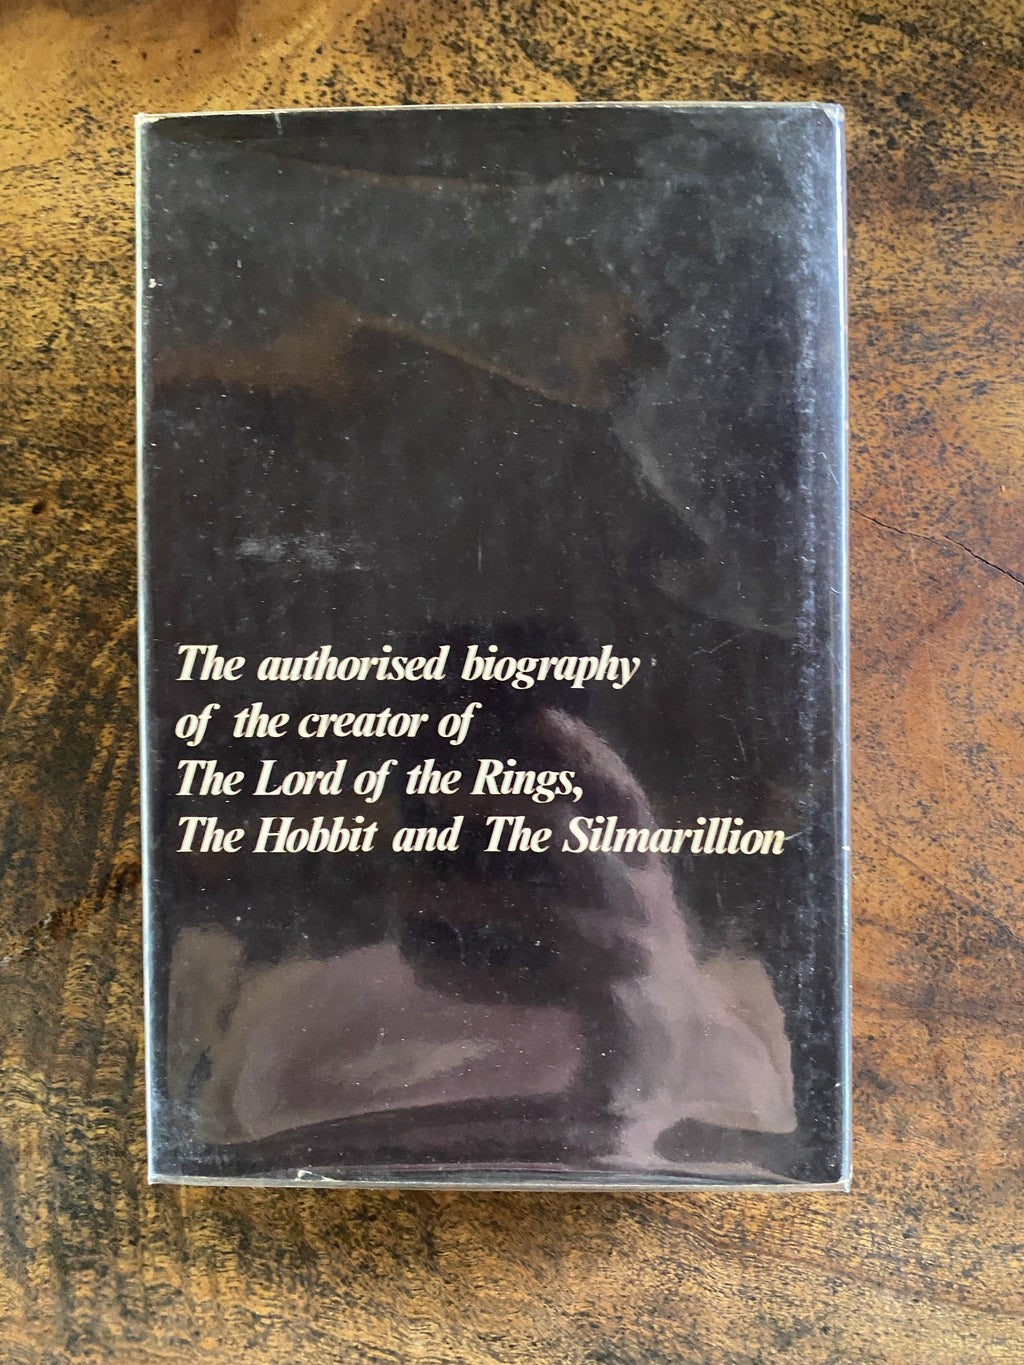 The authorised biography
of the creator of
The Lord of the Rings,
The Hobbit and The Silmarillion